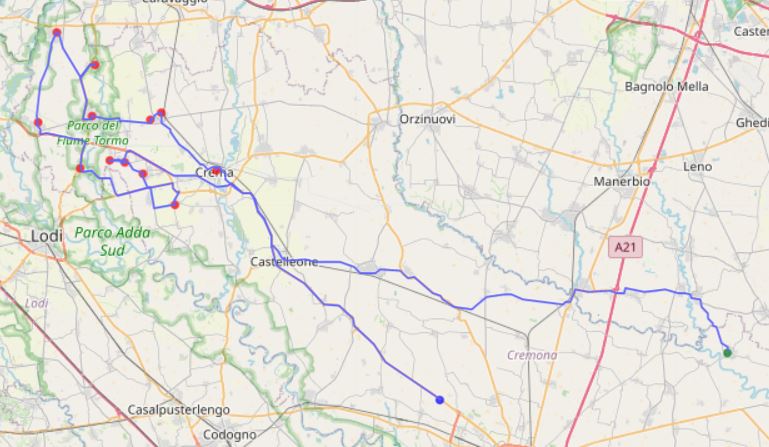 Caravaggio
Caster
Bagnolo Mella
Orzinuovi
Ghedi
Parco del
Fiume Tormo
Leno
Crema
Manerbio
Lodi
Parco Adda
Sud
A21
Castelleone
Lodi
Cremona
Casalpusterlengo
Codogno